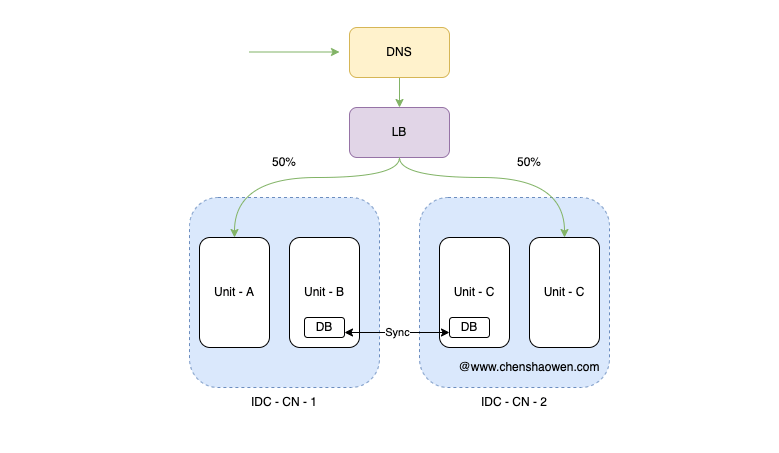 DNS
LB
50%
50%
Unit - A
Unit - B
Unit - C
Unit - C
DB
Sync
DB
@www.chenshaowen.com
IDC - CN - 1
IDC - CN - 2